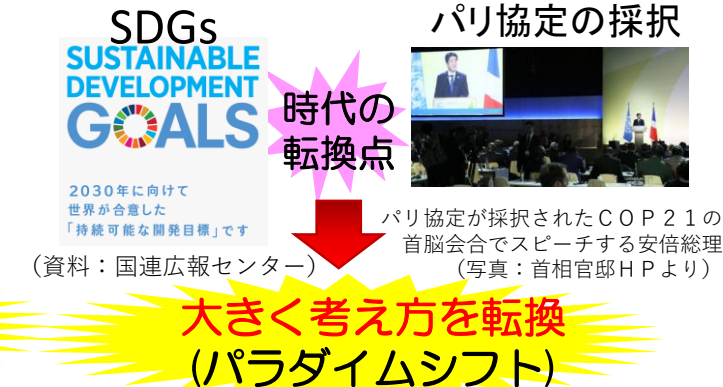 SDGs
SUSTAINABLE
DEVELOPMENT
GOALS
2030年に向けて
世界が合意した
「持続可能な開発目標」です
（資料：国連広報センター）
時代の
転換点
パリ協定の採択
パリ協定が採択されたＣＯＰ２１の
首脳会合でスピーチする安倍総理
（写真：首相官邸ＨＰより）
大きく考え方を転換
(パラダイムシフト)